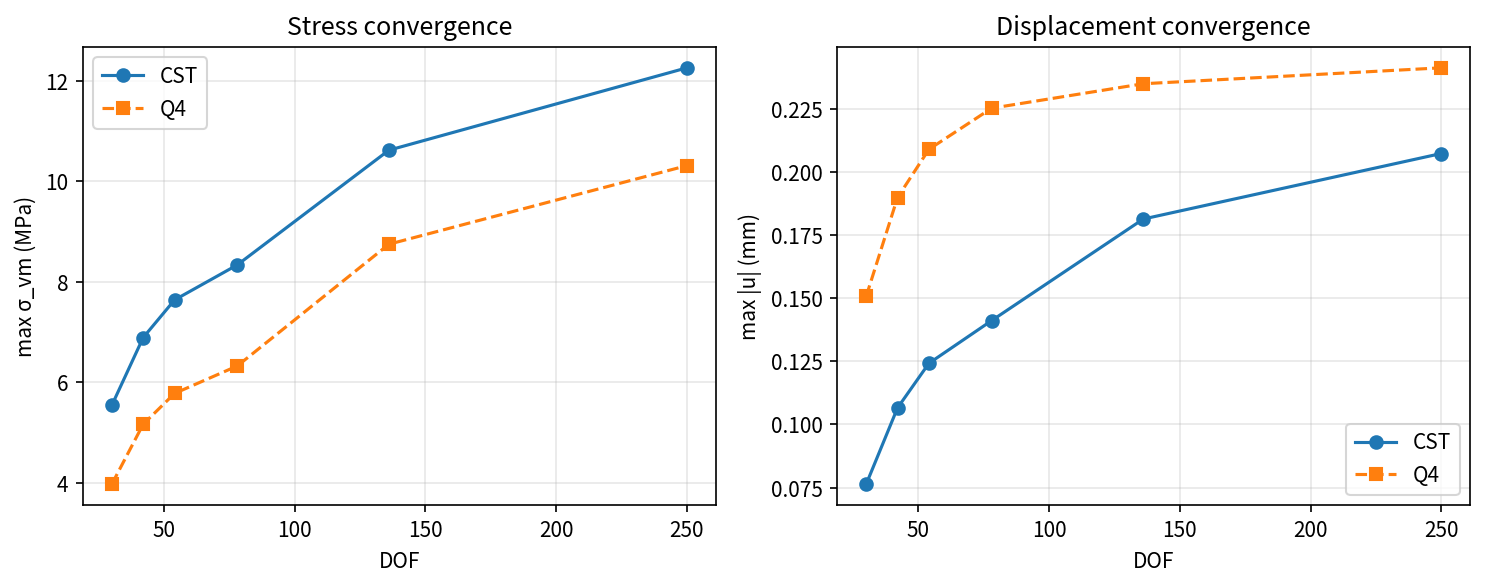 Stress convergence
CST
Q4
12
10
8
6
4
max σ_vm (MPa)
50
100
150
200
250
DOF
Displacement convergence
0.225
0.200
0.175
0.150
0.125
0.100
0.075
max |u| (mm)
CST
Q4
50
100
150
200
250
DOF